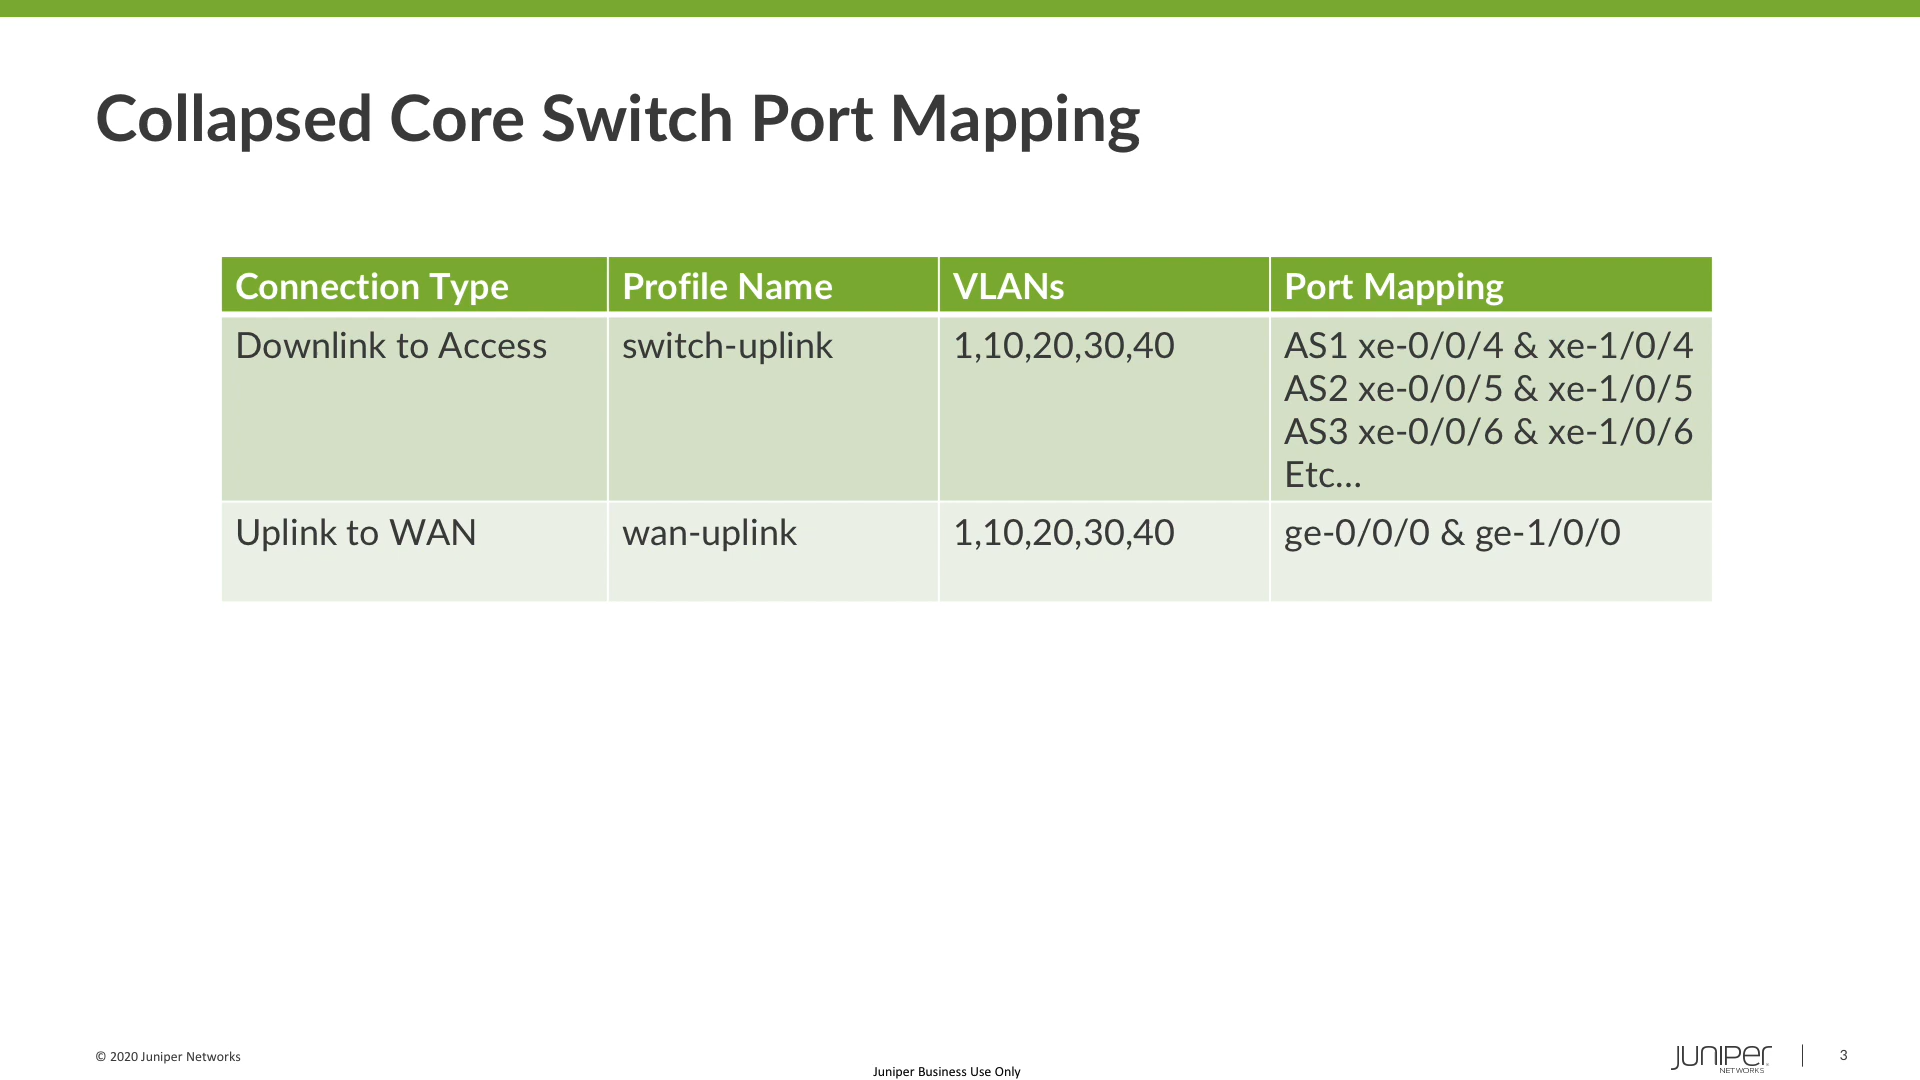 Collapsed Core Switch Port Mapping
Connection Type Profile Name VLANs Port Mapping
Downlink to Access switch-uplink 1,10,20,30,40 AS1 xe-0/0/4 & xe-1/0/4
AS2 xe-0/0/5 & xe-1/0/5
AS3 xe-0/0/6 & xe-1/0/6
Etc...
Uplink to WAN wan-uplink 1,10,20,30,40 ge-0/0/0 & ge-1/0/0
© 2020 Juniper Networks
Juniper Business Use Only
JUNIPER
NETWORKS
3